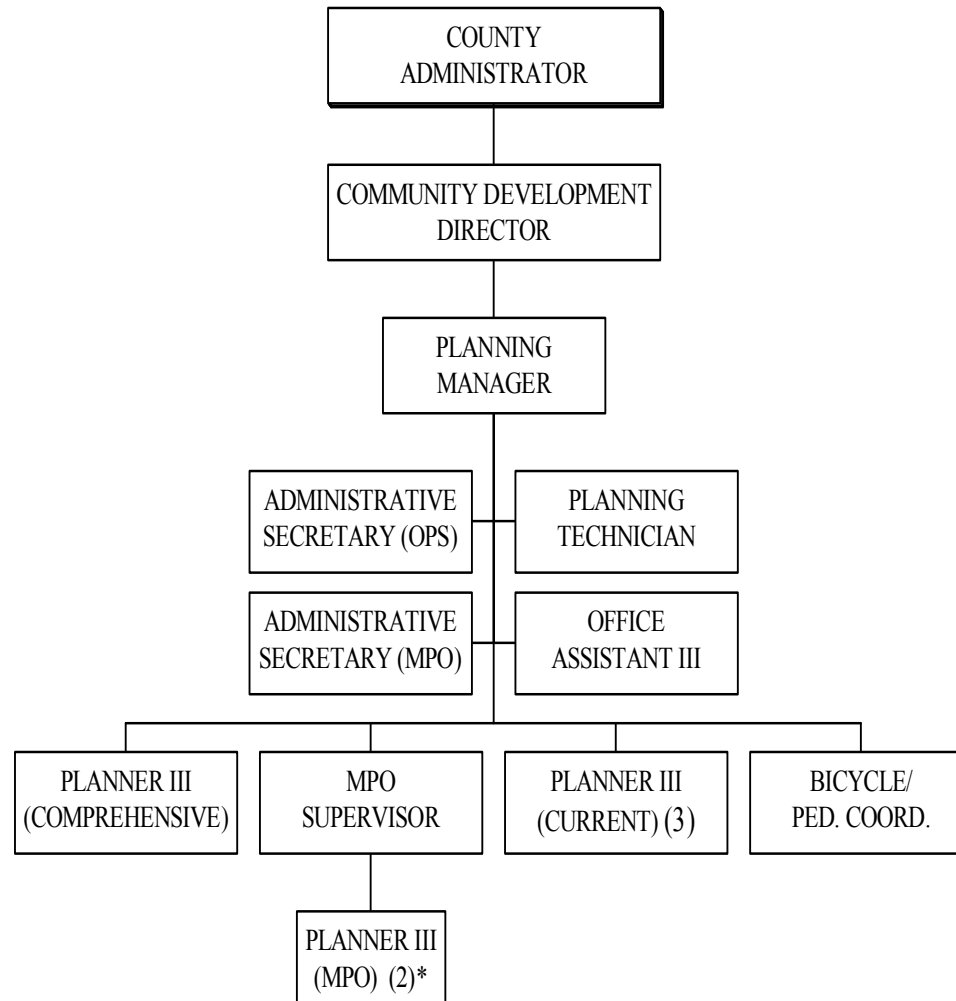 COUNTY
ADMINISTRATOR
COMMUNITY DEVELOPMENT
DIRECTOR
PLANNING
MANAGER
ADMINISTRATIVE
SECRETARY (OPS)
PLANNING
TECHNICIAN
ADMINISTRATIVE
SECRETARY (MPO)
OFFICE
ASSISTANT III
PLANNER III
(COMPREHENSIVE)
MPO
SUPERVISOR
PLANNER III
(CURRENT) (3)
BICYCLE/
PED. COORD.
PLANNER III
(MPO) (2)*